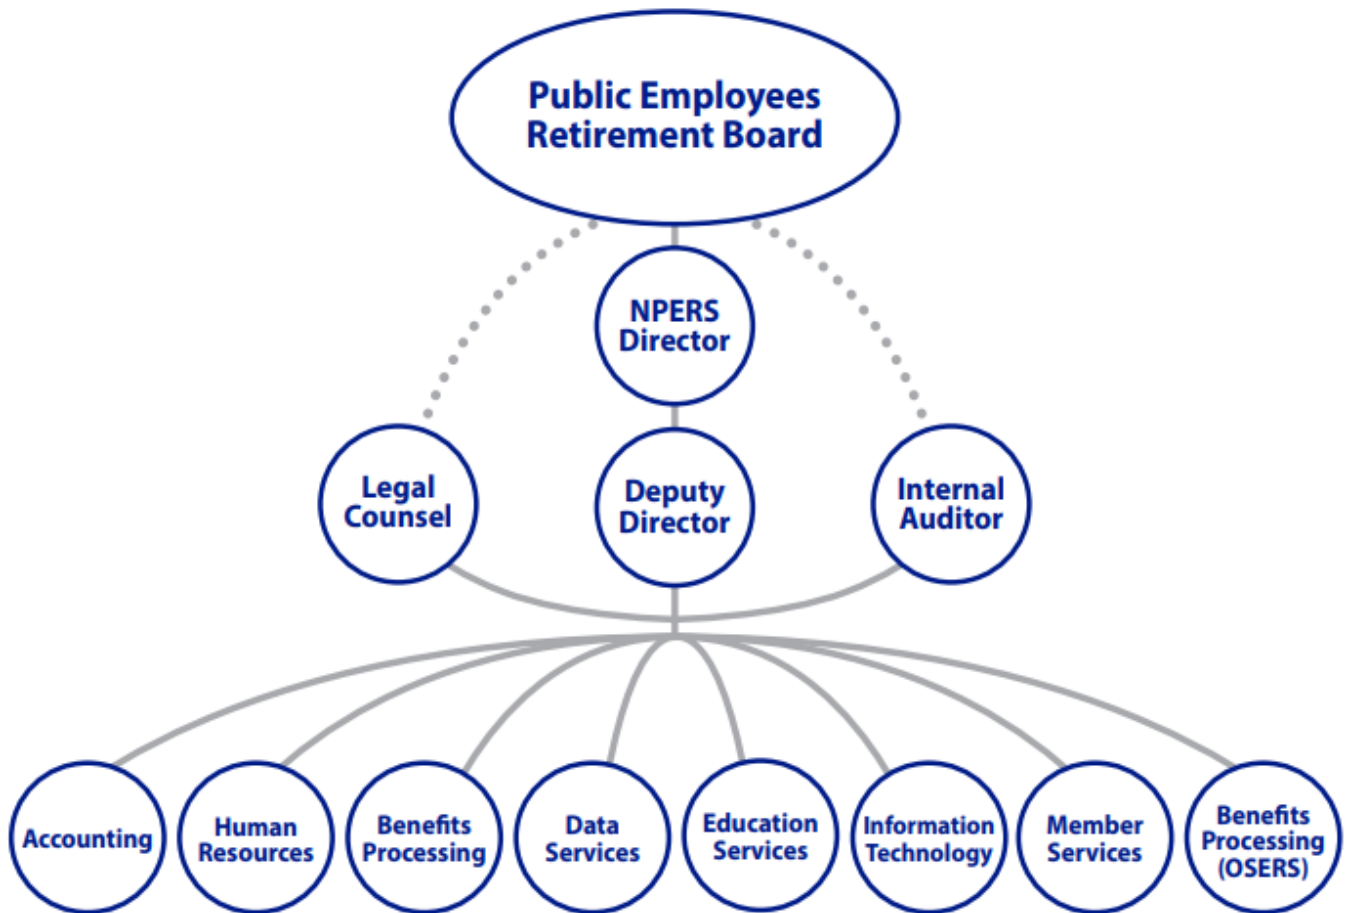 Public Employees
Retirement Board
NPERS
Director
Legal
Counsel
Deputy
Director
Internal
Auditor
Accounting
Human
Resources
Benefits
Processing
Data
Services
Education
Services
Information
Technology
Member
Services
Benefits
Processing
(OSERS)